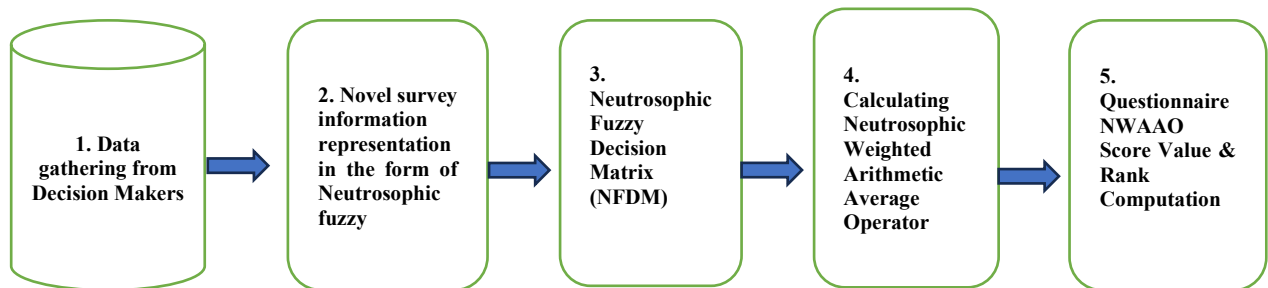 1. Data
gathering from
Decision Makers
2. Novel survey
information
representation
in the form of
Neutrosophic
fuzzy
3.
Neutrosophic
Fuzzy
Decision
Matrix
(NFDM)
4.
Calculating
Neutrosophic
Weighted
Arithmetic
Average
Operator
5.
Questionnaire
NWAAO
Score Value &
Rank
Computation